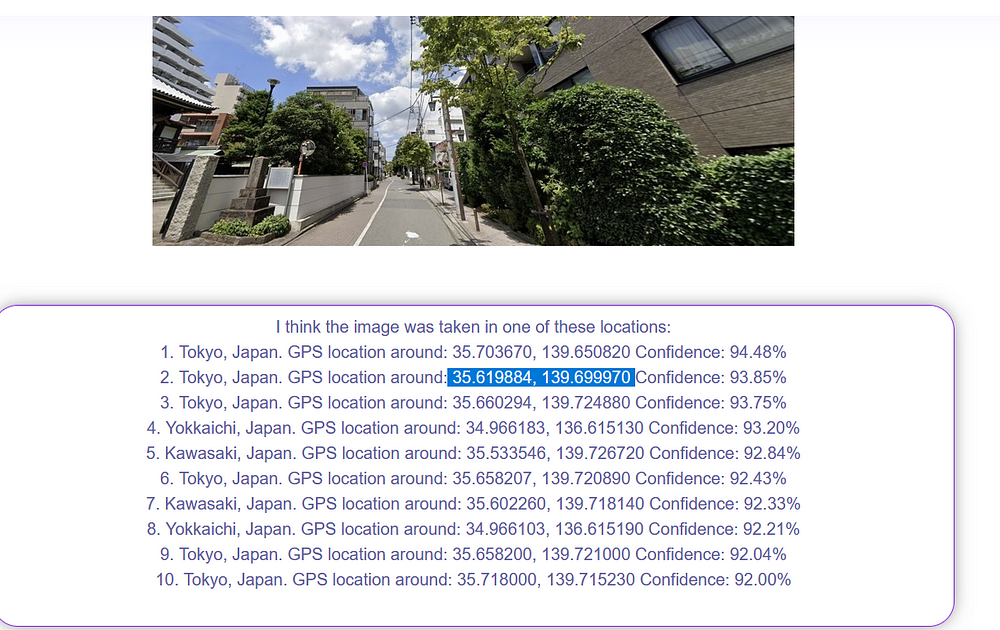 I think the image was taken in one of these locations:
1. Tokyo, Japan. GPS location around: 35.703670, 139.650820 Confidence: 94.48%
2. Tokyo, Japan. GPS location around: 35.619884, 139.699970 Confidence: 93.85%
3. Tokyo, Japan. GPS location around: 35.660294, 139.724880 Confidence: 93.75%
4. Yokkaichi, Japan. GPS location around: 34.966183, 136.615130 Confidence: 93.20%
5. Kawasaki, Japan. GPS location around: 35.533546, 139.726720 Confidence: 92.84%
6. Tokyo, Japan. GPS location around: 35.658207, 139.720890 Confidence: 92.43%
7. Kawasaki, Japan. GPS location around: 35.602260, 139.718140 Confidence: 92.33%
8. Yokkaichi, Japan. GPS location around: 34.966103, 136.615190 Confidence: 92.21%
9. Tokyo, Japan. GPS location around: 35.658200, 139.721000 Confidence: 92.04%
10. Tokyo, Japan. GPS location around: 35.718000, 139.715230 Confidence: 92.00%